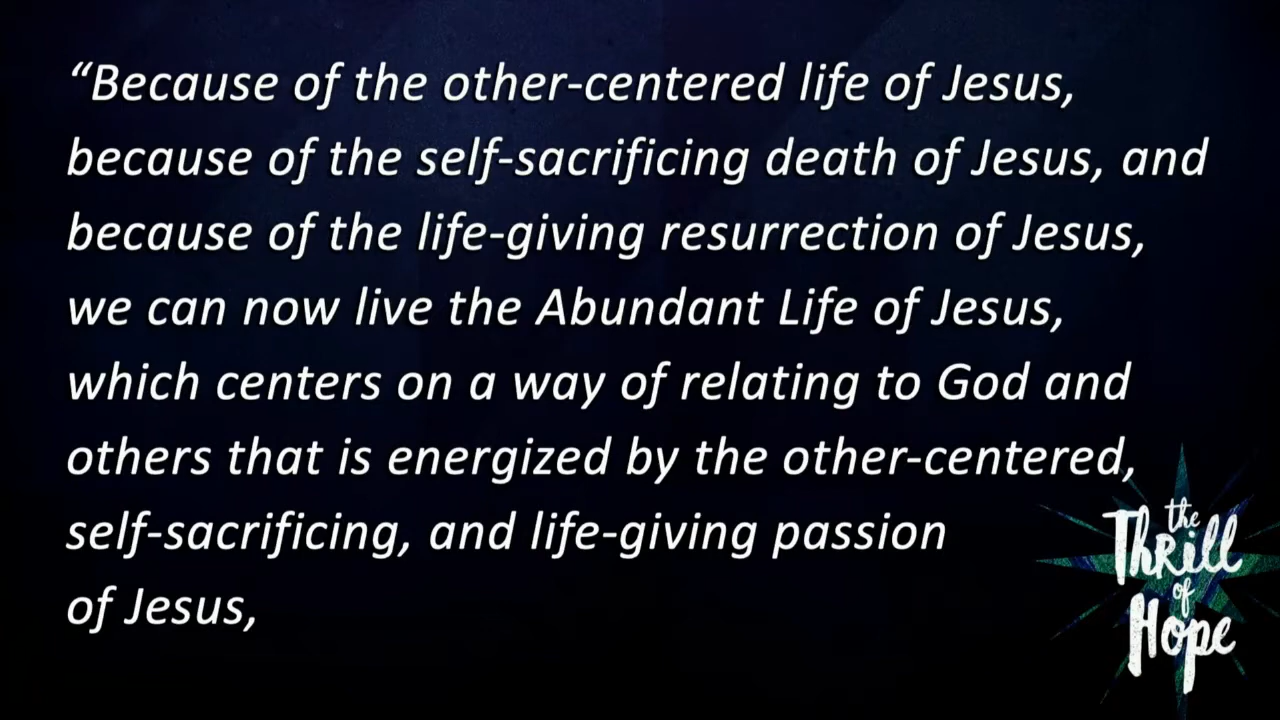 “Because of the other-centered life of Jesus,
because of the self-sacrificing death of Jesus, and
because of the life-giving resurrection of Jesus,
we can now live the Abundant Life of Jesus,
which centers on a way of relating to God and
others that is energized by the other-centered,
self-sacrificing, and life-giving passion
of Jesus,
the
Thrill
of
Hope